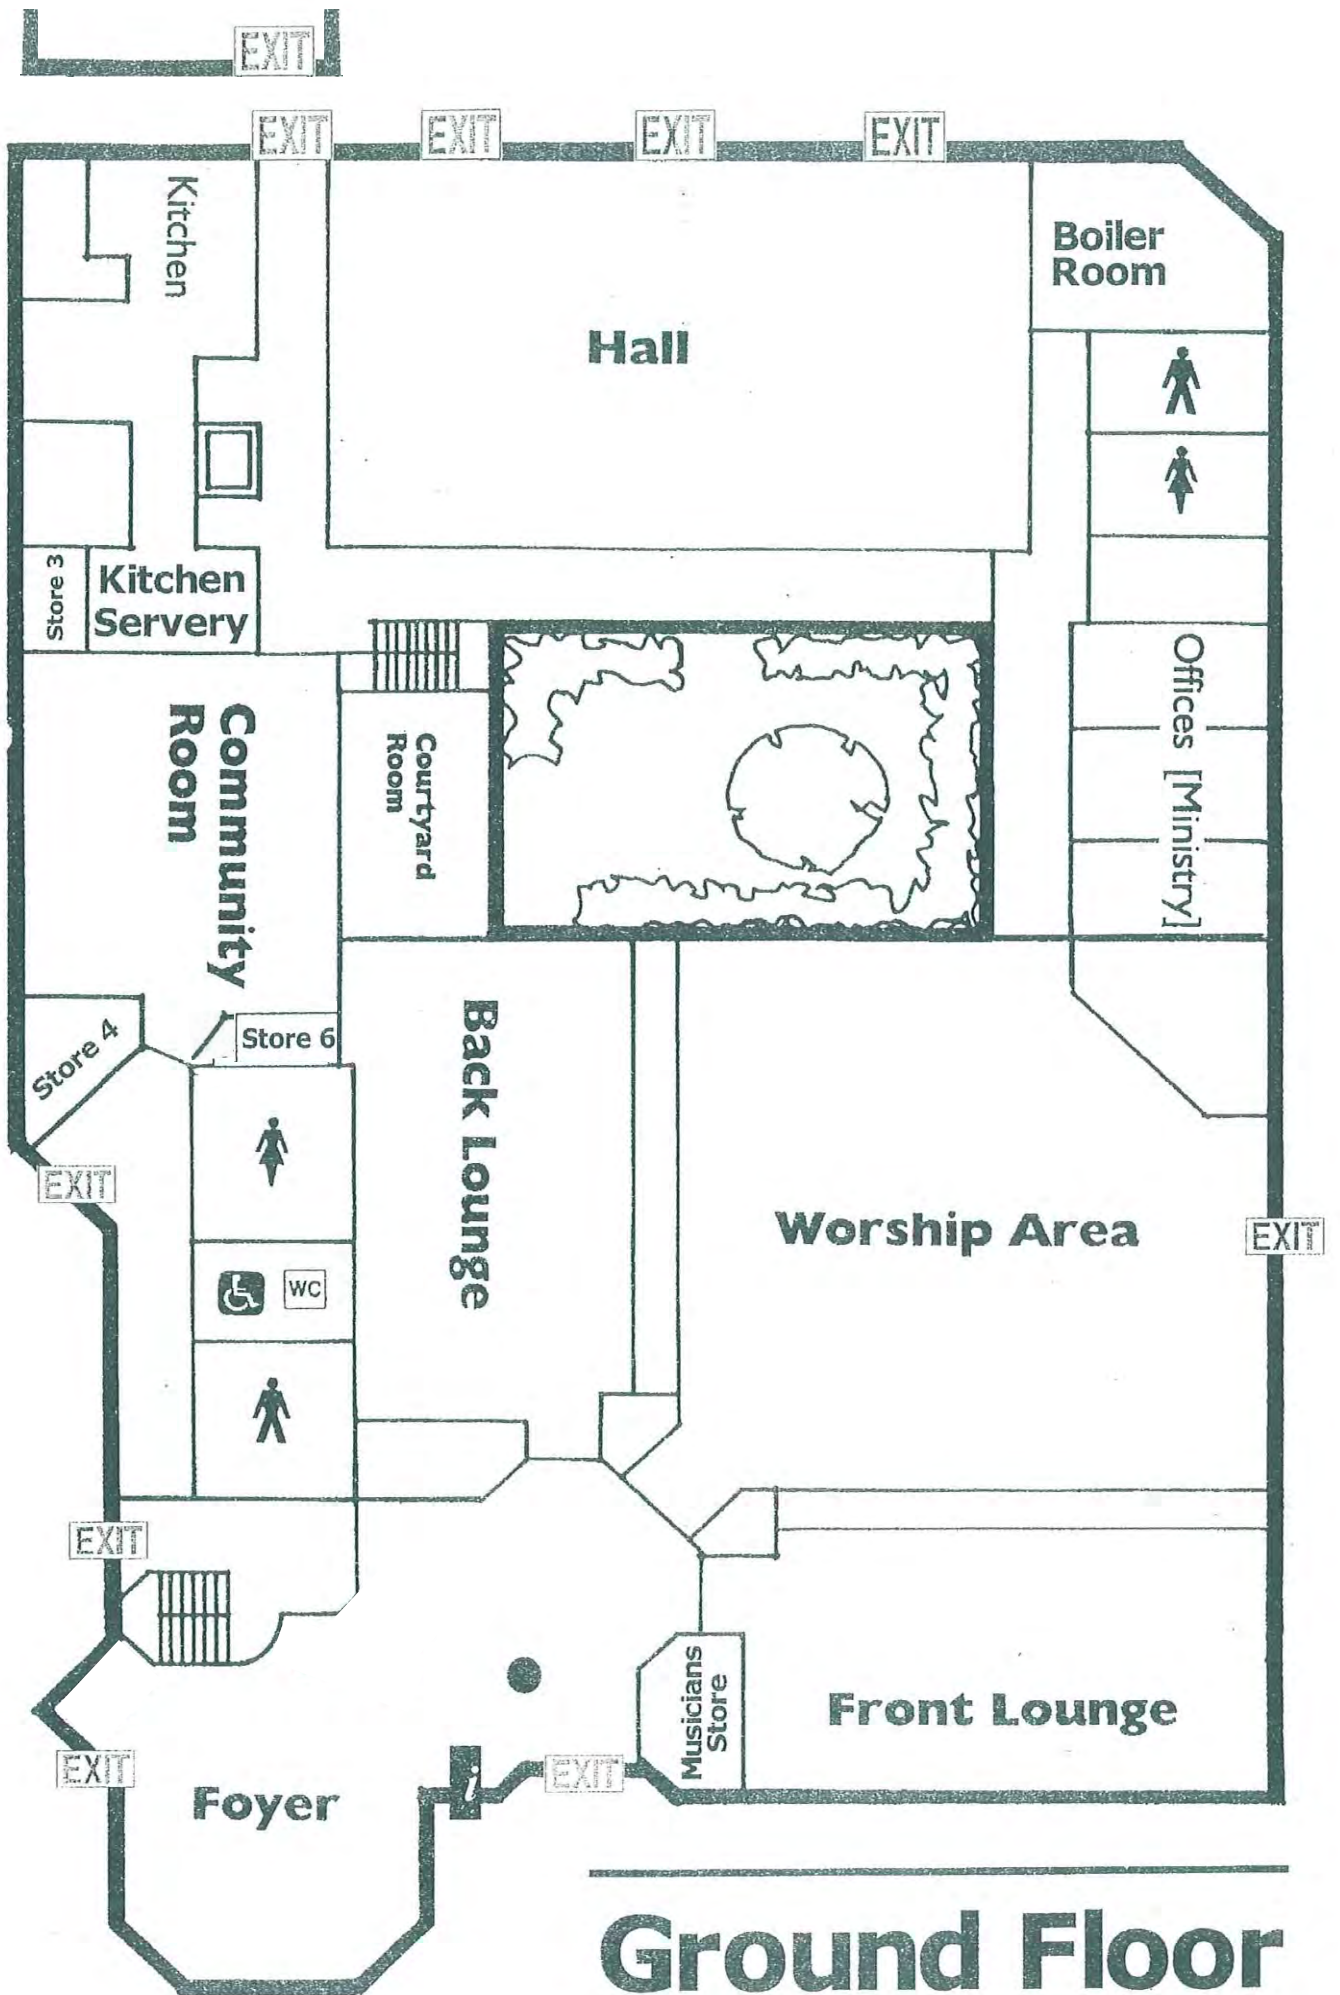 EXIT
EXIT
EXIT
EXIT
EXIT
Kitchen
Boiler
Room
Hall
Store 3
Kitchen
Servery
Community
Room
Courtyard
Room
Offices [Ministry]
Store 4
Store 6
Back Lounge
EXIT
Worship Area
EXIT
WC
EXIT
Musicians
Store
Front Lounge
EXIT
EXIT
i
Foyer
Ground Floor